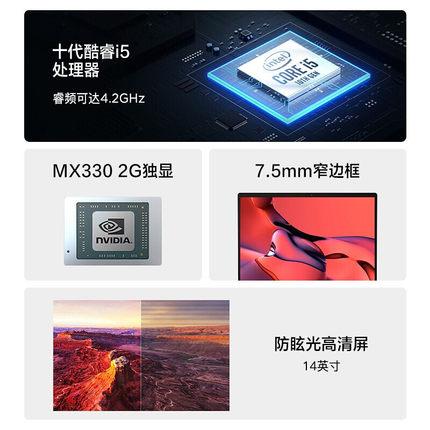 十代酷睿i5
处理器
睿频可达4.2GHz
intel
CORE i5
10TH GEN
MX330 2G独显
NVIDIA
7.5mm窄边框
防眩光高清屏
14英寸